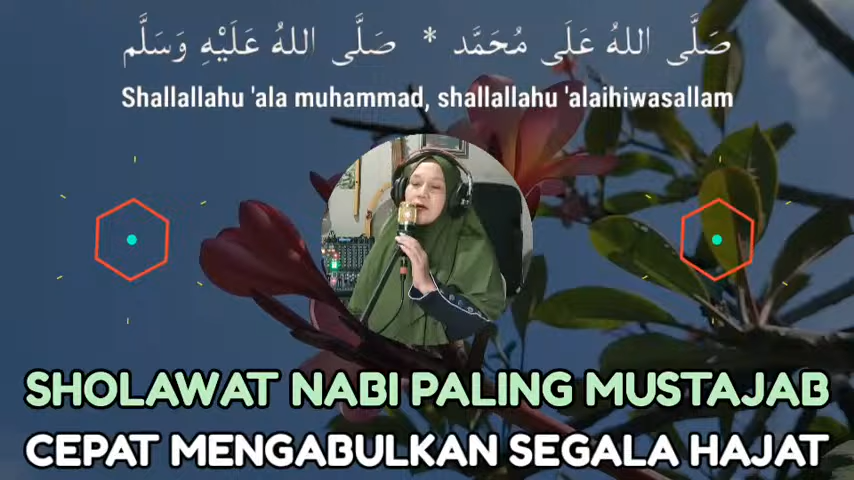 صَلَّى اللهُ عَلَى مُحَمَّد * صَلَّى اللهُ عَلَيْهِ وَسَلَّم
Shallallahu 'ala muhammad, shallallahu 'alaihiwasallam
SHOLAWAT NABI PALING MUSTAJAB
CEPAT MENGABULKAN SEGALA HAJAT